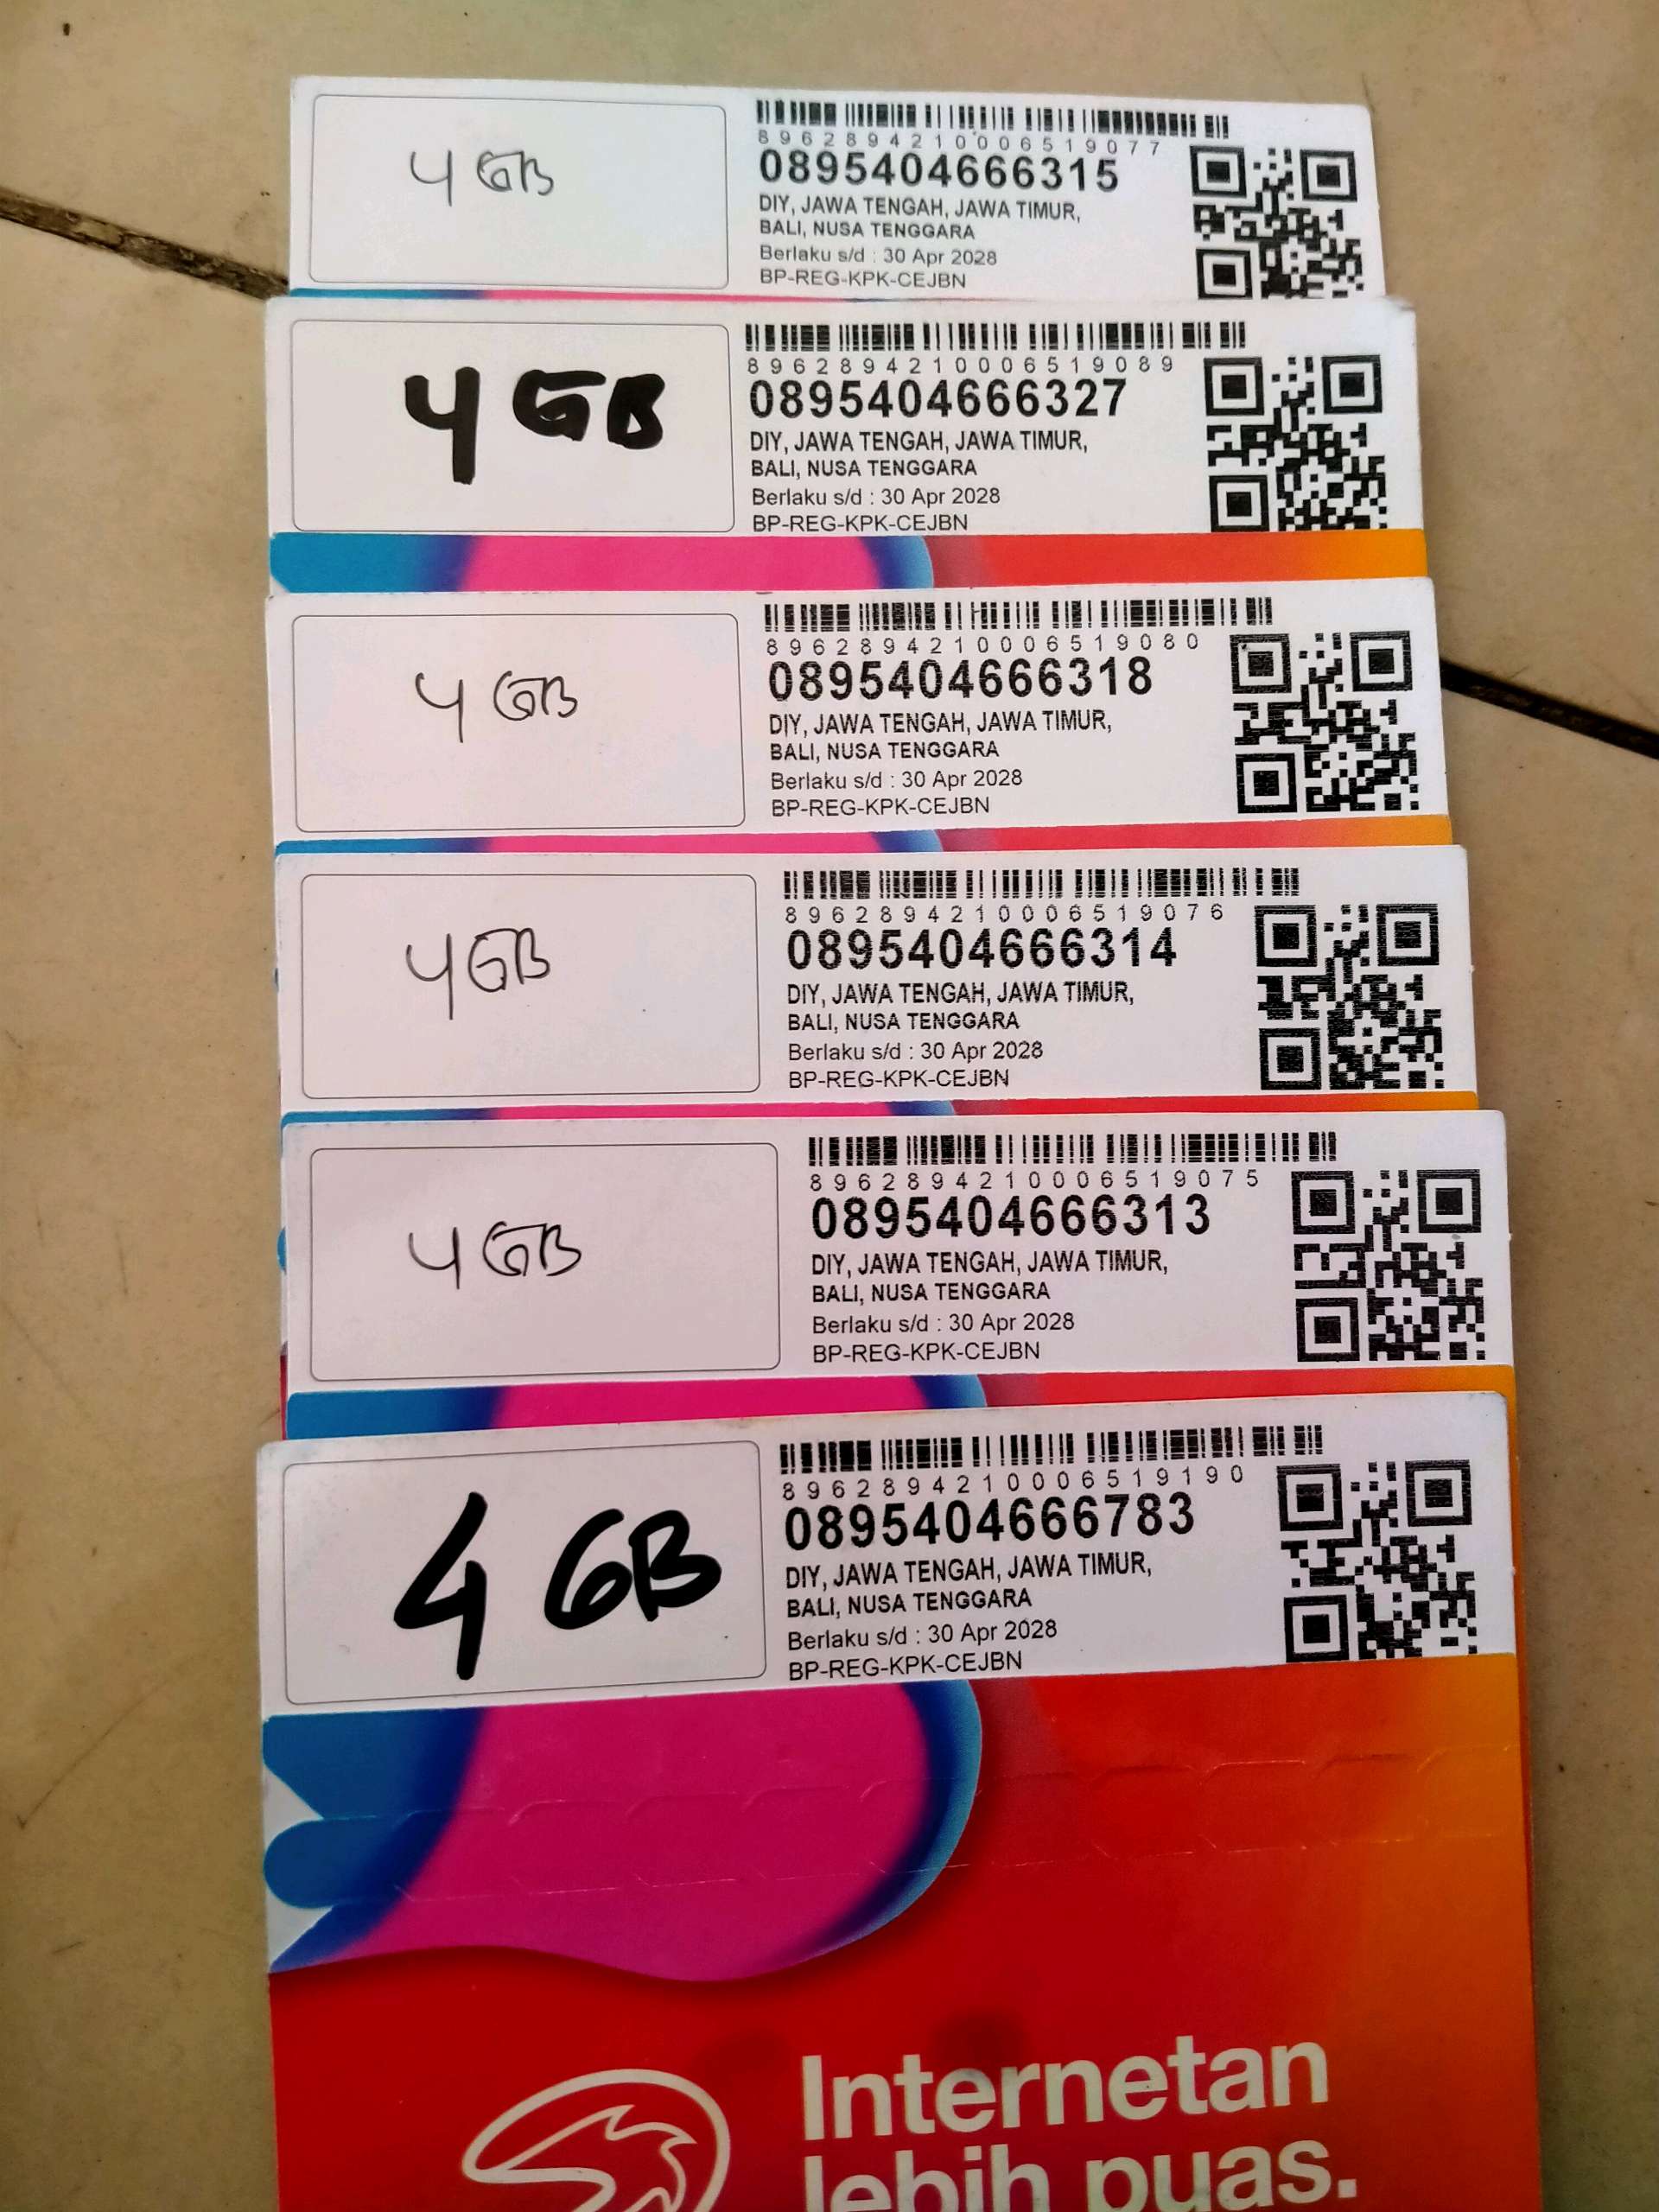 4 GB
8962894210006519077
0895404666315
DIY, JAWA TENGAH, JAWA TIMUR,
BALI, NUSA TENGGARA
Berlaku s/d : 30 Apr 2028
BP-REG-KPK-CEJBN
4 GB
8962894210006519089
0895404666327
DIY, JAWA TENGAH, JAWA TIMUR,
BALI, NUSA TENGGARA
Berlaku s/d : 30 Apr 2028
BP-REG-KPK-CEJBN
4 GB
8962894210006519080
0895404666318
DIY, JAWA TENGAH, JAWA TIMUR,
BALI, NUSA TENGGARA
Berlaku s/d : 30 Apr 2028
BP-REG-KPK-CEJBN
4 GB
8962894210006519076
0895404666314
DIY, JAWA TENGAH, JAWA TIMUR,
BALI, NUSA TENGGARA
Berlaku s/d : 30 Apr 2028
BP-REG-KPK-CEJBN
4 GB
8962894210006519075
0895404666313
DIY, JAWA TENGAH, JAWA TIMUR,
BALI, NUSA TENGGARA
Berlaku s/d : 30 Apr 2028
BP-REG-KPK-CEJBN
4 GB
8962894210006519190
0895404666783
DIY, JAWA TENGAH, JAWA TIMUR,
BALI, NUSA TENGGARA
Berlaku s/d : 30 Apr 2028
BP-REG-KPK-CEJBN
Internetan
lebih puas.